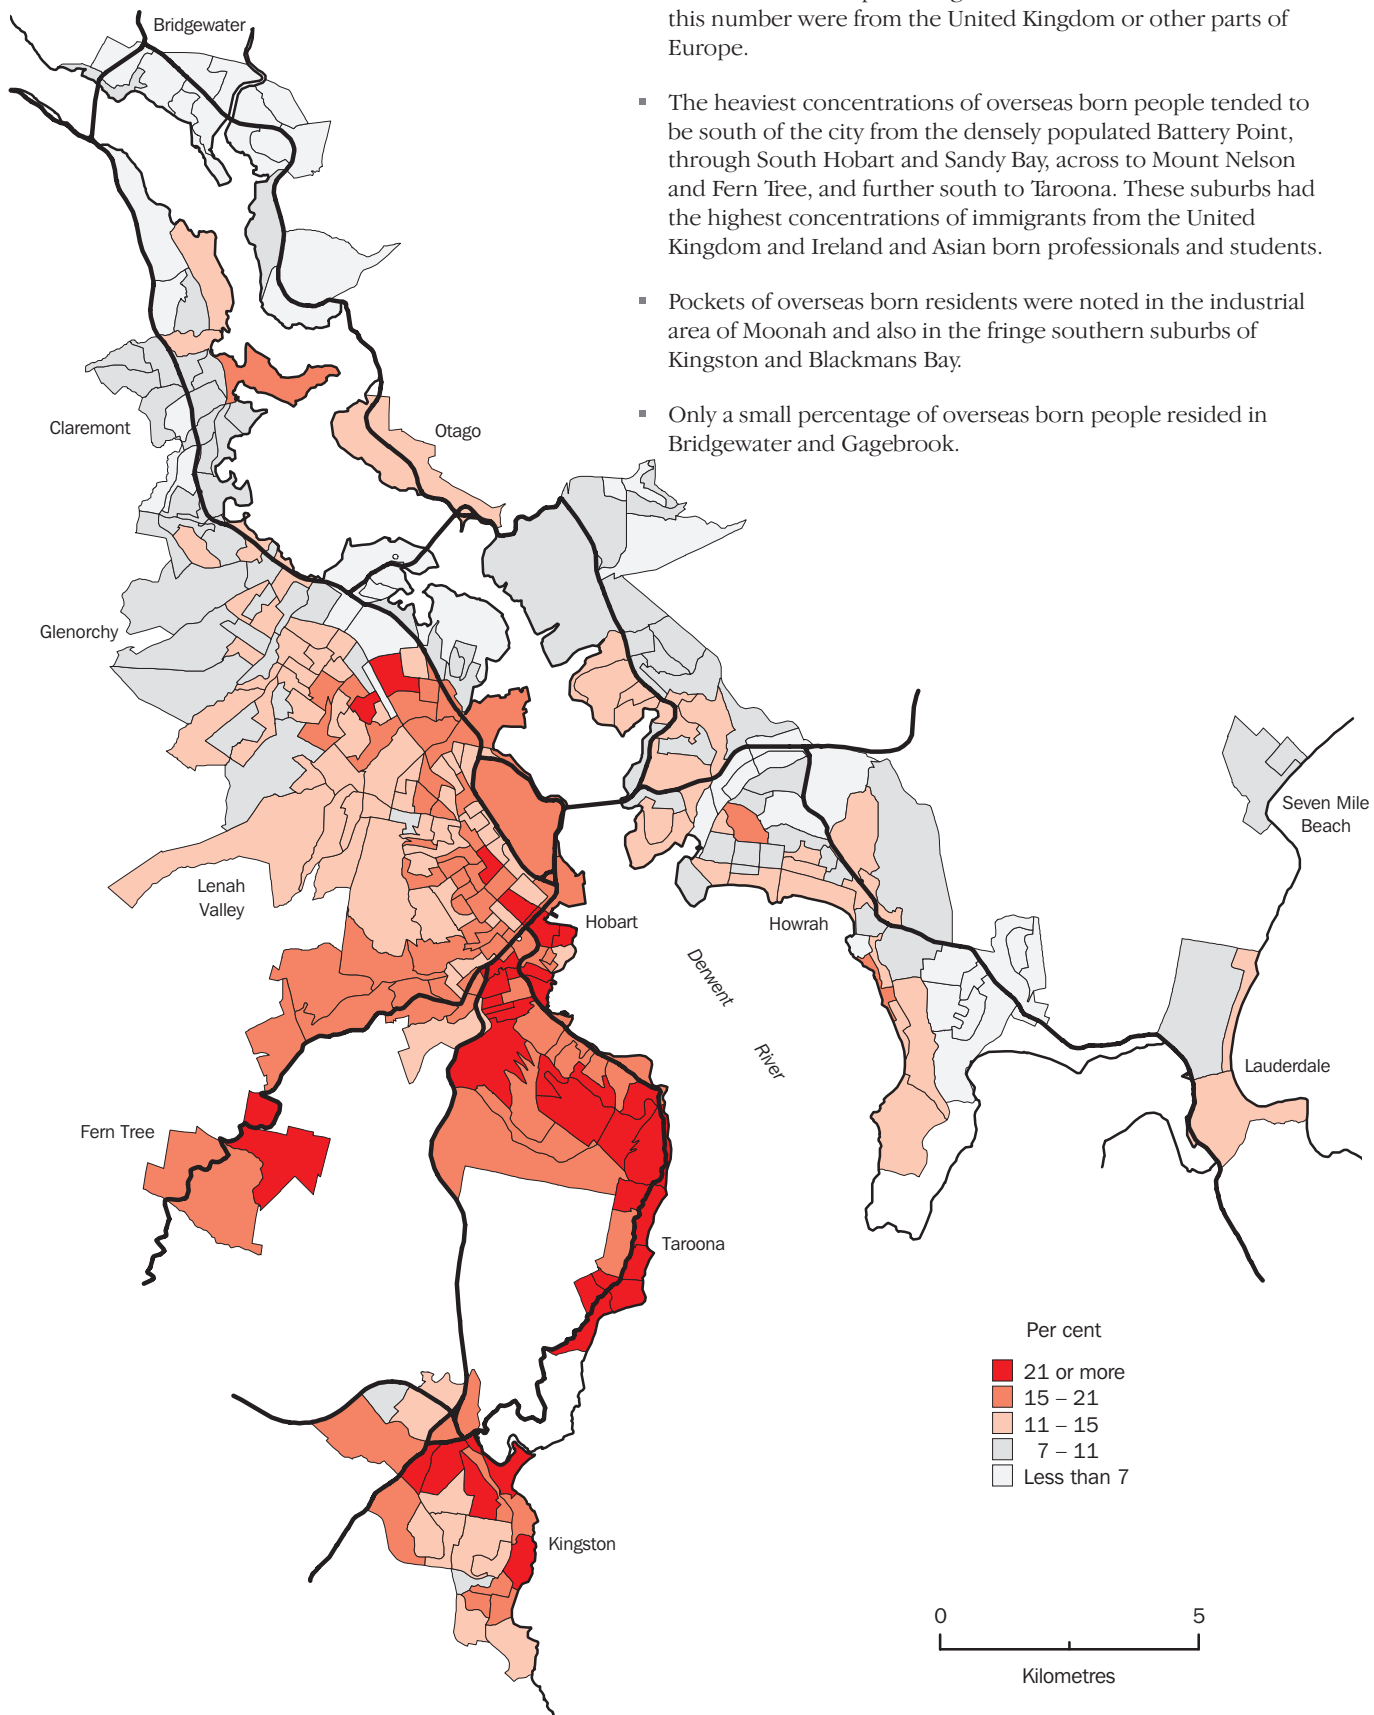 this number were from the United Kingdom or other parts of
Europe.
▪ The heaviest concentrations of overseas born people tended to
be south of the city from the densely populated Battery Point,
through South Hobart and Sandy Bay, across to Mount Nelson
and Fern Tree, and further south to Taroona. These suburbs had
the highest concentrations of immigrants from the United
Kingdom and Ireland and Asian born professionals and students.
▪ Pockets of overseas born residents were noted in the industrial
area of Moonah and also in the fringe southern suburbs of
Kingston and Blackmans Bay.
▪ Only a small percentage of overseas born people resided in
Bridgewater and Gagebrook.
Bridgewater
Claremont
Otago
Glenorchy
Seven Mile
Beach
Lenah
Valley
Hobart
Howrah
Derwent
River
Lauderdale
Fern Tree
Taroona
Kingston
Per cent
21 or more
15 – 21
11 – 15
7 – 11
Less than 7
0 5
Kilometres